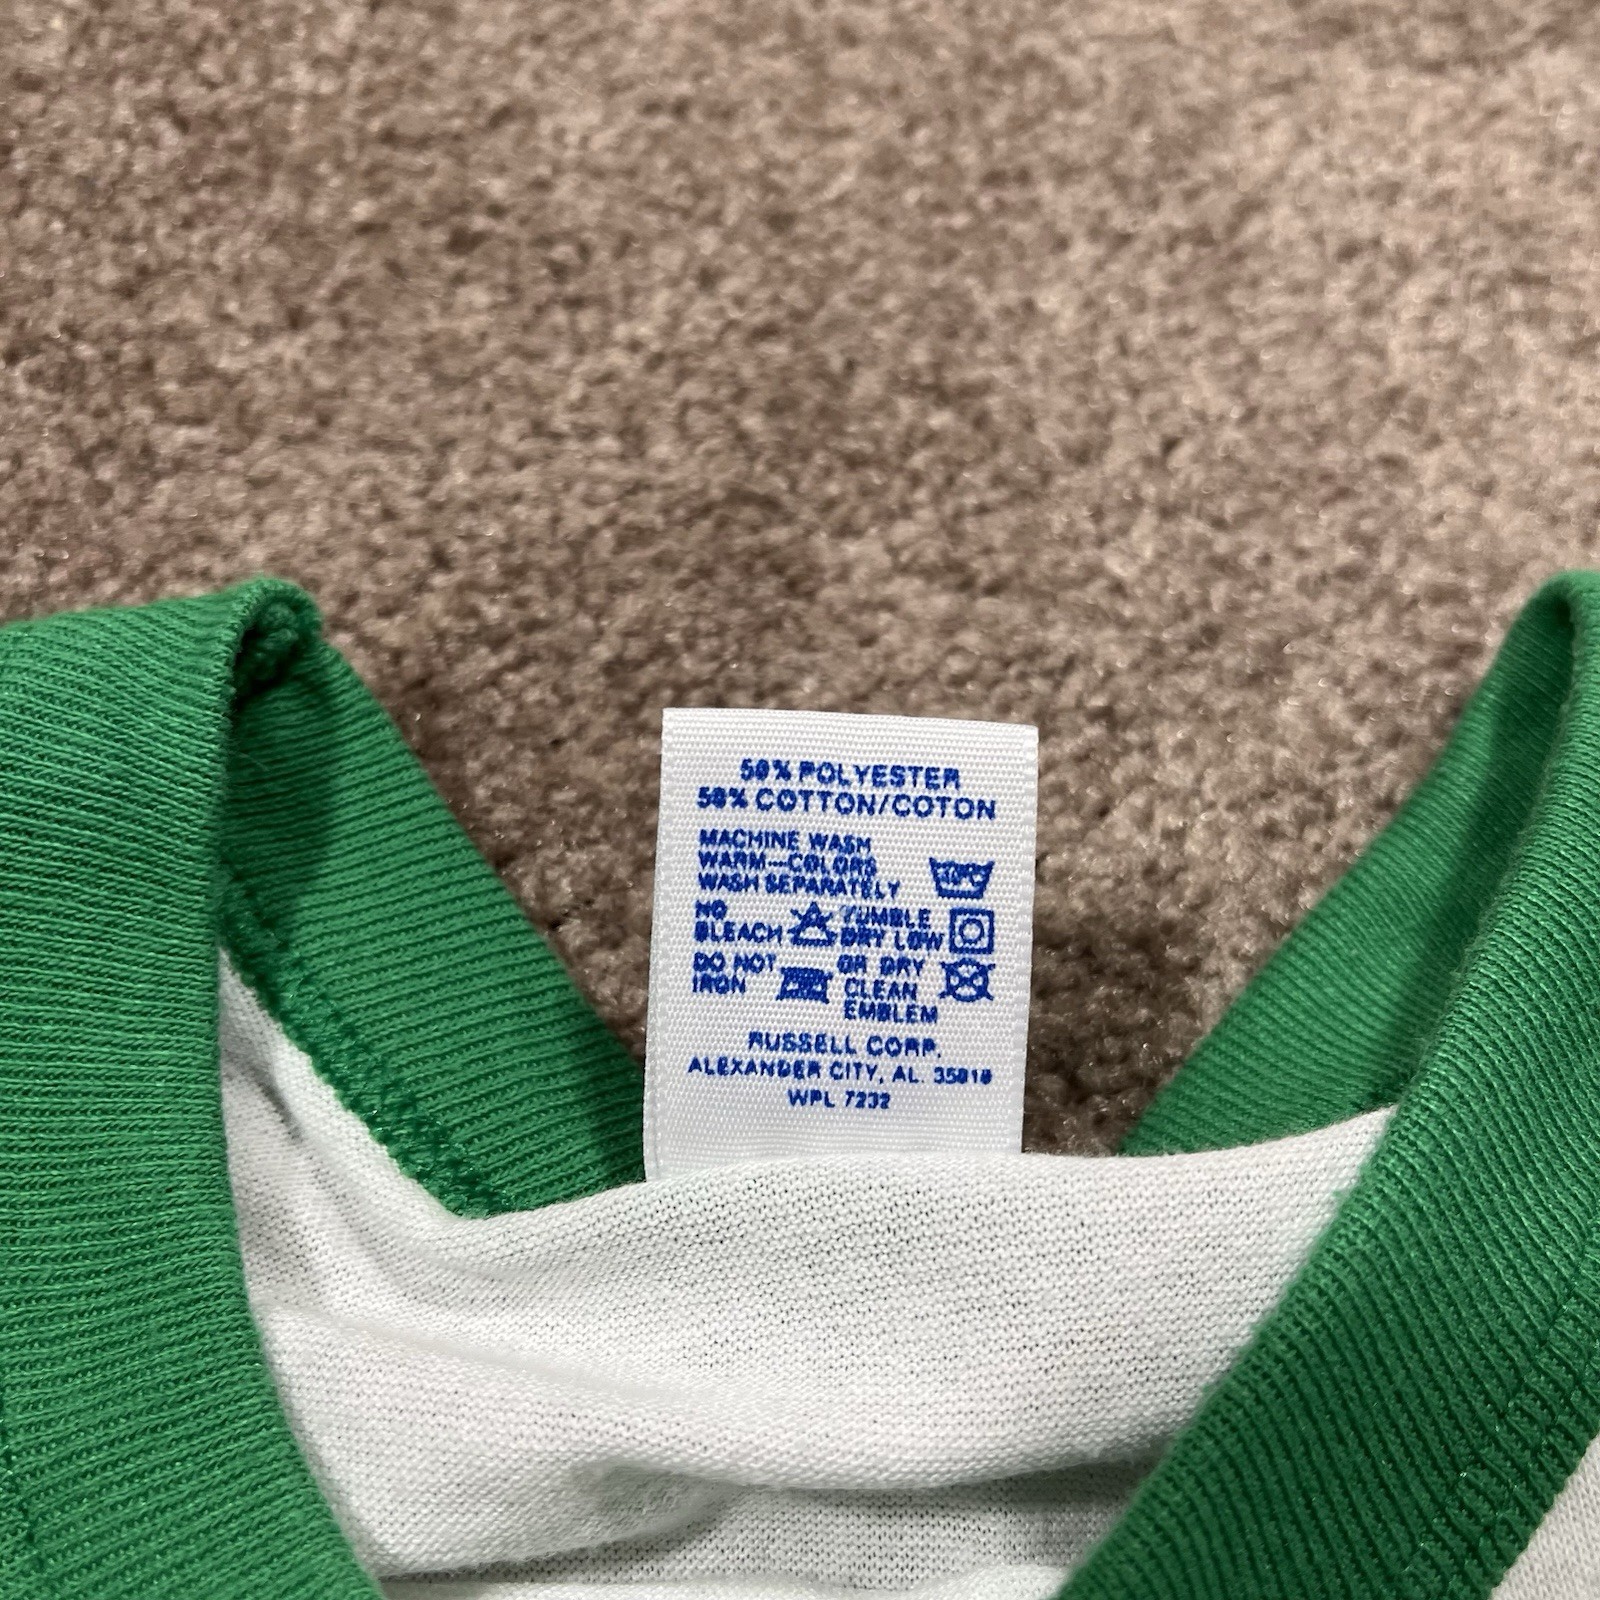 50% POLYESTER
50% COTTON/COTON
MACHINE WASH
WARM—COLORS
WASH SEPARATELY
40°C
NO
BLEACH
TUMBLE
DRY LOW
DO NOT
IRON
OR DRY
CLEAN
EMBLEM
RUSSELL CORP.
ALEXANDER CITY, AL. 35010
WPL 7232